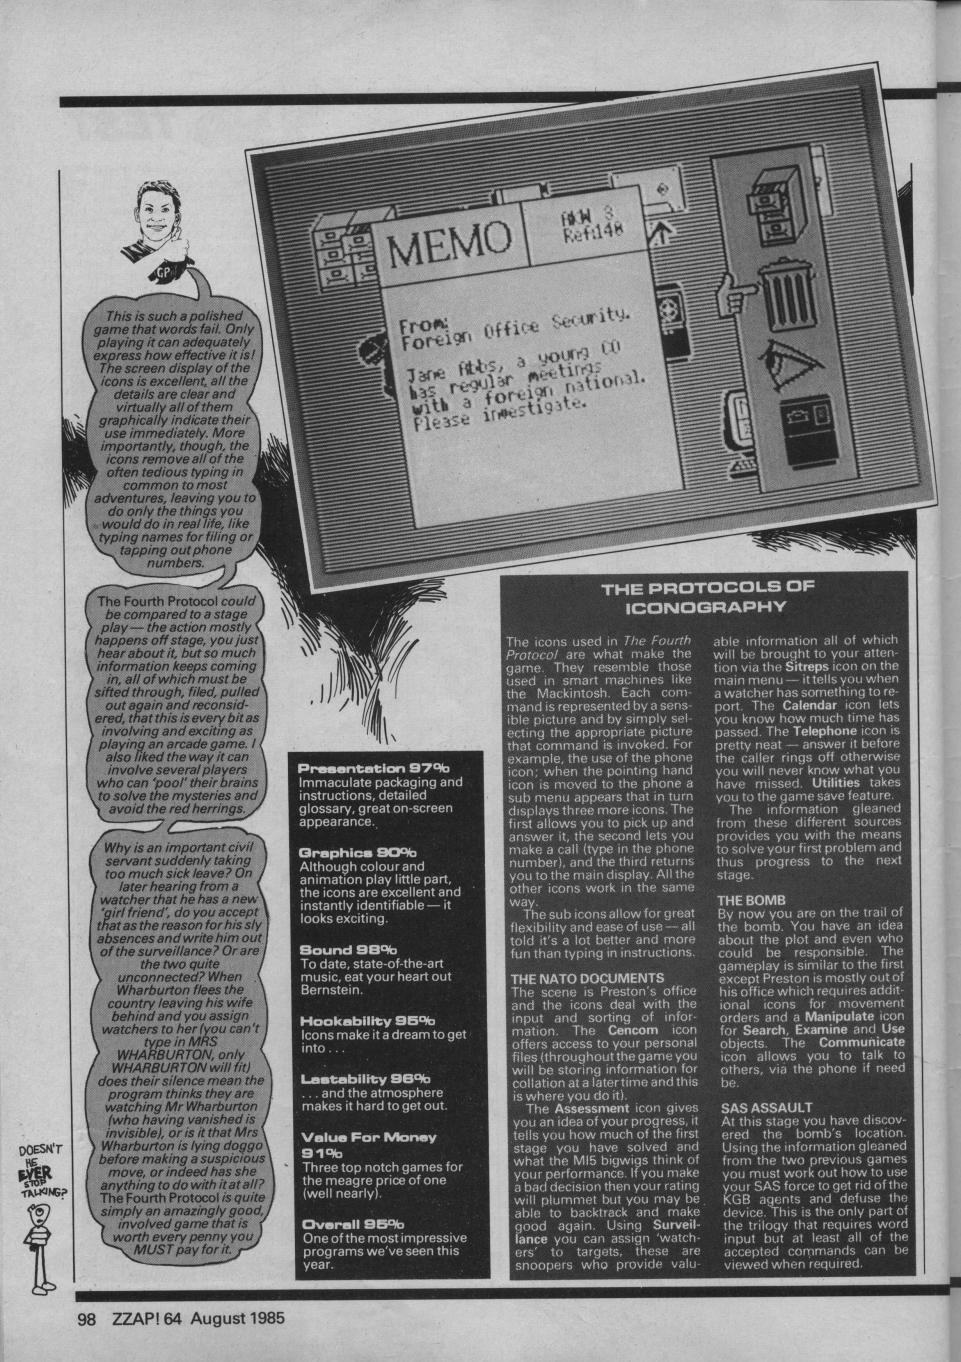 MEMO
Ref:148
From:
Foreign Office Security.
Jane Abbs, a young CO
has regular meetings
with a foreign national.
Please investigate.
GP
This is such a polished
game that words fail. Only
playing it can adequately
express how effective it is!
The screen display of the
icons is excellent, all the
details are clear and
virtually all of them
graphically indicate their
use immediately. More
importantly, though, the
icons remove all of the
often tedious typing in
common to most
adventures, leaving you to
do only the things you
would do in real life, like
typing names for filing or
tapping out phone
numbers.
The Fourth Protocol could
be compared to a stage
play — the action mostly
happens off stage, you just
hear about it, but so much
information keeps coming
in, all of which must be
sifted through, filed, pulled
out again and reconsid-
ered, that this is every bit as
involving and exciting as
playing an arcade game. I
also liked the way it can
involve several players
who can 'pool' their brains
to solve the mysteries and
avoid the red herrings.
Why is an important civil
servant suddenly taking
too much sick leave? On
later hearing from a
watcher that he has a new
'girl friend', do you accept
that as the reason for his sly
absences and write him out
of the surveillance? Or are
the two quite
unconnected? When
Wharburton flees the
country leaving his wife
behind and you assign
watchers to her (you can't
type in MRS
WHARBURTON, only
WHARBURTON will fit)
does their silence mean the
program thinks they are
watching Mr Wharburton
(who having vanished is
invisible), or is it that Mrs
Wharburton is lying doggo
before making a suspicious
move, or indeed has she
anything to do with it at all?
The Fourth Protocol is quite
simply an amazingly good,
involved game that is
worth every penny you
MUST pay for it.
DOESN'T
HE
EVER
STOP
TALKING?
Presentation 97%
Immaculate packaging and
instructions, detailed
glossary, great on-screen
appearance.
Graphics 90%
Although colour and
animation play little part,
the icons are excellent and
instantly identifiable — it
looks exciting.
Sound 98%
To date, state-of-the-art
music, eat your heart out
Bernstein.
Hookability 95%
Icons make it a dream to get
into . . .
Lastability 96%
. . . and the atmosphere
makes it hard to get out.
Value For Money
91%
Three top notch games for
the meagre price of one
(well nearly).
Overall 95%
One of the most impressive
programs we've seen this
year.
THE PROTOCOLS OF
ICONOGRAPHY
The icons used in The Fourth
Protocol are what make the
game. They resemble those
used in smart machines like
the Mackintosh. Each com-
mand is represented by a sens-
ible picture and by simply sel-
ecting the appropriate picture
that command is invoked. For
example, the use of the phone
icon; when the pointing hand
icon is moved to the phone a
sub menu appears that in turn
displays three more icons. The
first allows you to pick up and
answer it, the second lets you
make a call (type in the phone
number), and the third returns
you to the main display. All the
other icons work in the same
way.
The sub icons allow for great
flexibility and ease of use — all
told it's a lot better and more
fun than typing in instructions.
THE NATO DOCUMENTS
The scene is Preston's office
and the icons deal with the
input and sorting of infor-
mation. The Cencom icon
offers access to your personal
files (throughout the game you
will be storing information for
collation at a later time and this
is where you do it).
The Assessment icon gives
you an idea of your progress, it
tells you how much of the first
stage you have solved and
what the MI5 bigwigs think of
your performance. If you make
a bad decision then your rating
will plummet but you may be
able to backtrack and make
good again. Using Surveil-
lance you can assign 'watch-
ers' to targets, these are
snoopers who provide valu-
able information all of which
will be brought to your atten-
tion via the Sitreps icon on the
main menu — it tells you when
a watcher has something to re-
port. The Calendar icon lets
you know how much time has
passed. The Telephone icon is
pretty neat — answer it before
the caller rings off otherwise
you will never know what you
have missed. Utilities takes
you to the game save feature.
The information gleaned
from these different sources
provides you with the means
to solve your first problem and
thus progress to the next
stage.
THE BOMB
By now you are on the trail of
the bomb. You have an idea
about the plot and even who
could be responsible. The
gameplay is similar to the first
except Preston is mostly out of
his office which requires addit-
ional icons for movement
orders and a Manipulate icon
for Search, Examine and Use
objects. The Communicate
icon allows you to talk to
others, via the phone if need
be.
SAS ASSAULT
At this stage you have discov-
ered the bomb's location.
Using the information gleaned
from the two previous games
you must work out how to use
your SAS force to get rid of the
KGB agents and defuse the
device. This is the only part of
the trilogy that requires word
input but at least all of the
accepted commands can be
viewed when required.
98 ZZAP! 64 August 1985